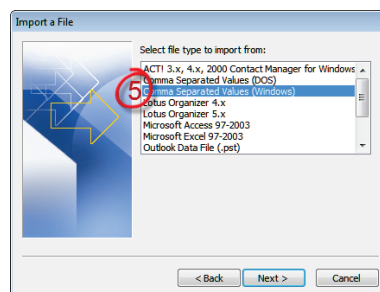 Import a File
Select file type to import from:
ACT! 3.x, 4.x, 2000 Contact Manager for Windows
Comma Separated Values (DOS)
5
Comma Separated Values (Windows)
Lotus Organizer 4.x
Lotus Organizer 5.x
Microsoft Access 97-2003
Microsoft Excel 97-2003
Outlook Data File (.pst)
< Back Next > Cancel